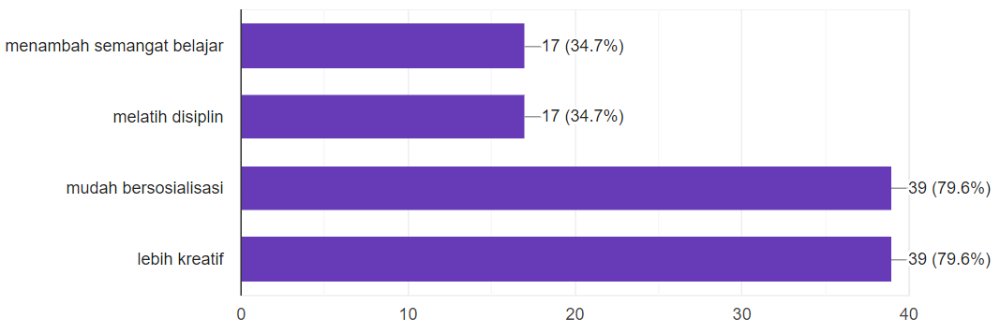 menambah semangat belajar 17 (34.7%)
melatih disiplin 17 (34.7%)
mudah bersosialisasi 39 (79.6%)
lebih kreatif 39 (79.6%)
0 10 20 30 40